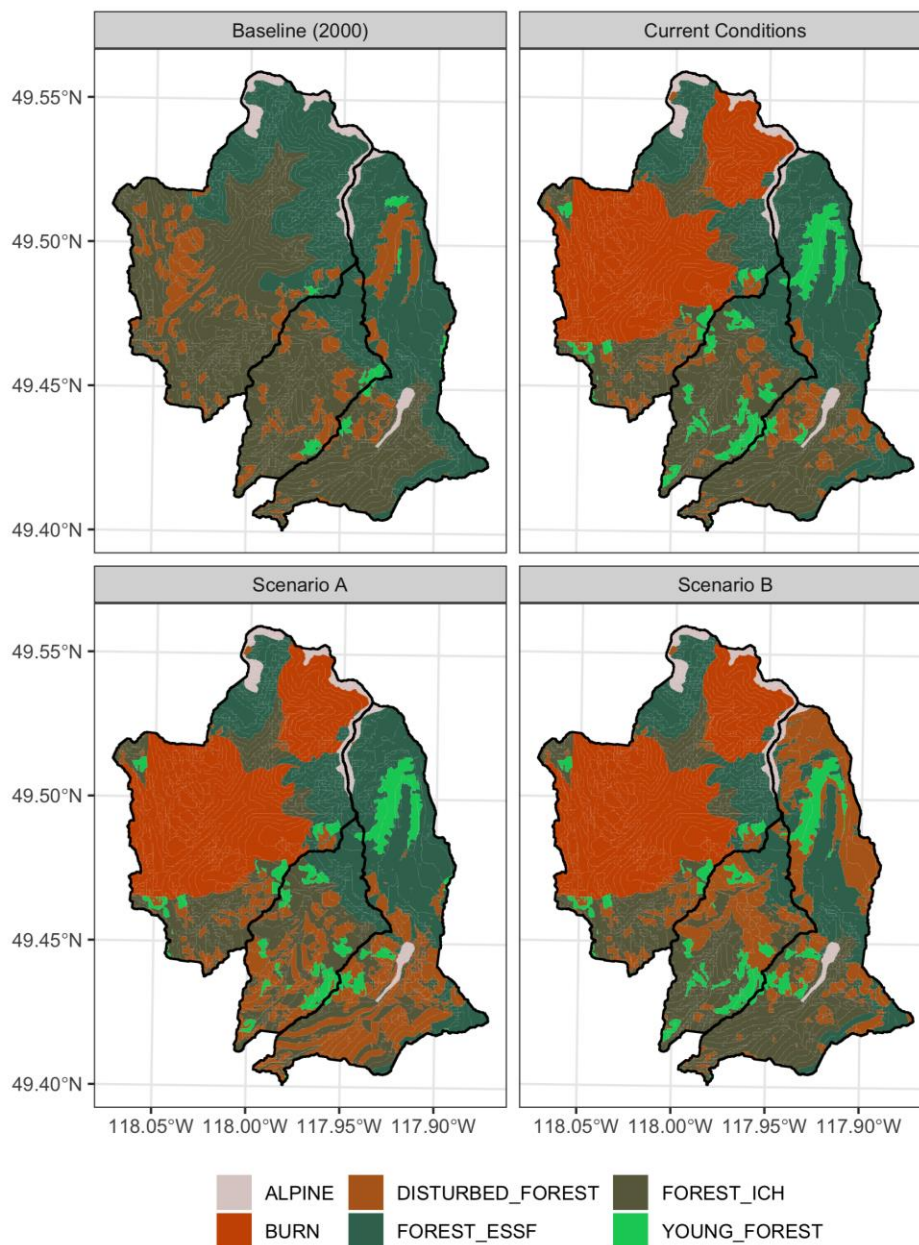 Baseline (2000) Current Conditions
49.55°N
49.50°N
49.45°N
49.40°N
Scenario A Scenario B
49.55°N
49.50°N
49.45°N
49.40°N
118.05°W 118.00°W 117.95°W 117.90°W 118.05°W 118.00°W 117.95°W 117.90°W
ALPINE DISTURBED_FOREST FOREST_ICH
BURN FOREST_ESSF YOUNG_FOREST